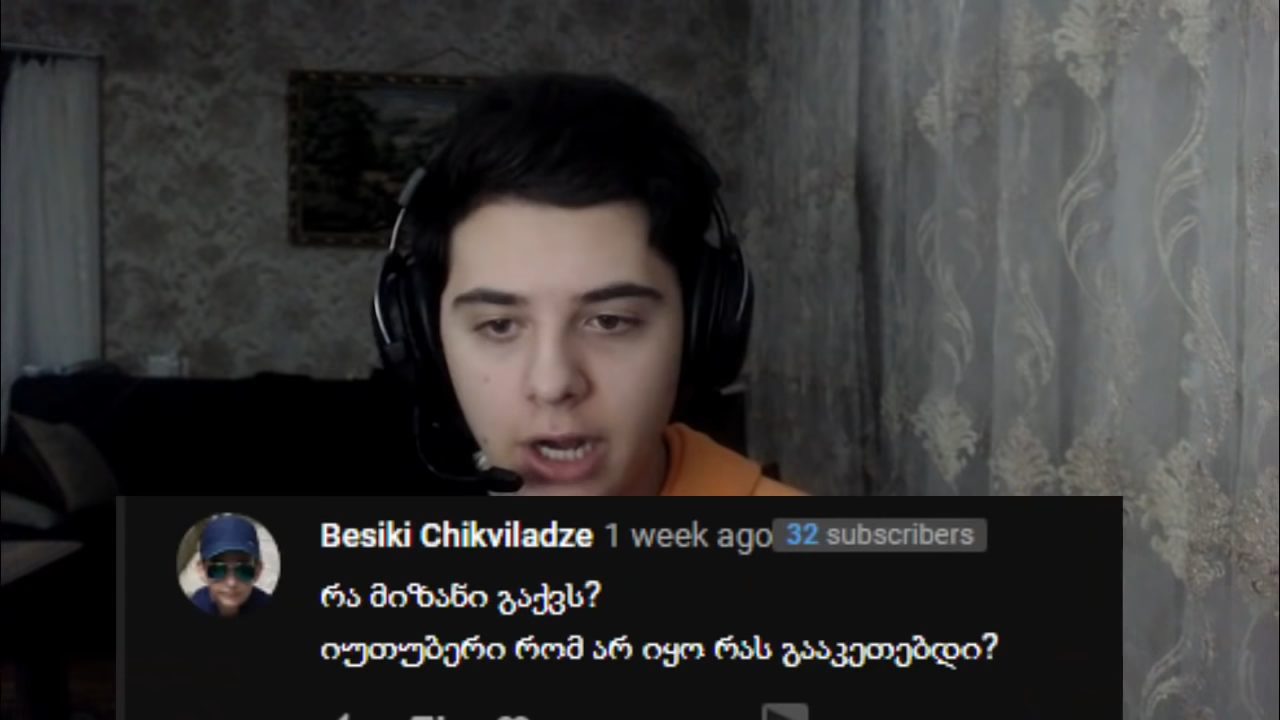 Besiki Chikviladze 1 week ago 32 subscribers
რა მიზანი გაქვს?
იუთუბერი რომ არ იყო რას გააკეთებდი?